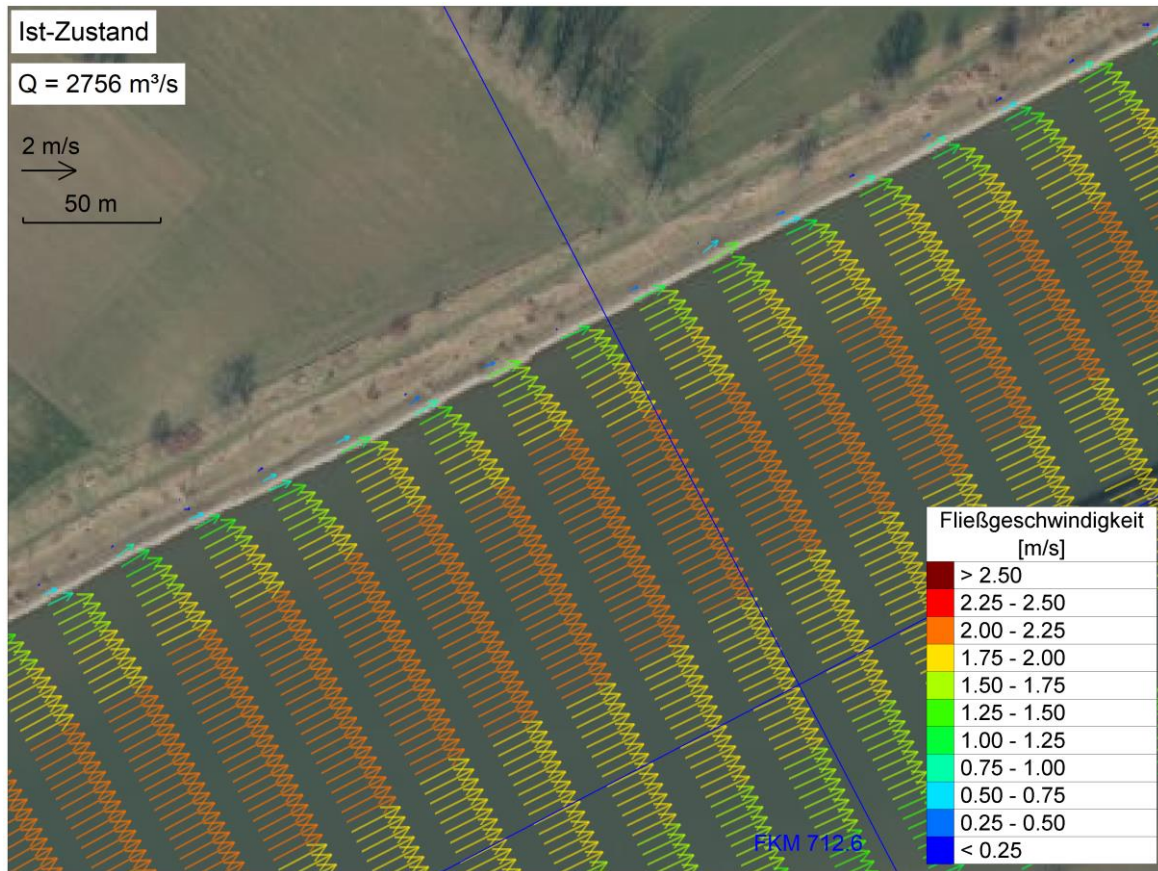 Ist-Zustand
Q = 2756 m³/s
2 m/s
50 m
Fließgeschwindigkeit
[m/s]
> 2.50
2.25 - 2.50
2.00 - 2.25
1.75 - 2.00
1.50 - 1.75
1.25 - 1.50
1.00 - 1.25
0.75 - 1.00
0.50 - 0.75
0.25 - 0.50
< 0.25
FKM 712.6